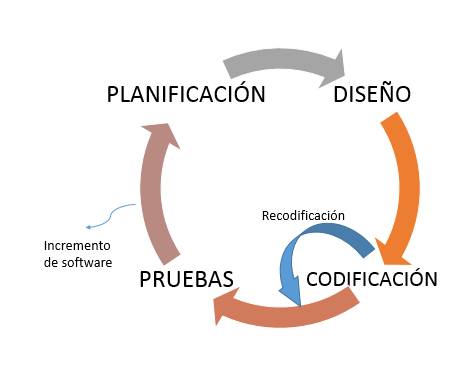 PLANIFICACIÓN
DISEÑO
Recodificación
Incremento
de software
PRUEBAS
CODIFICACIÓN